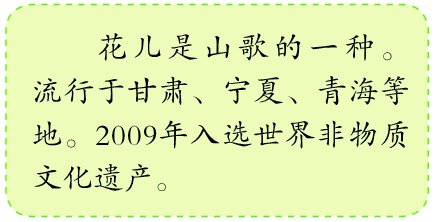 花儿是山歌的一种。
流行于甘肃、宁夏、青海等
地。2009年入选世界非物质
文化遗产。